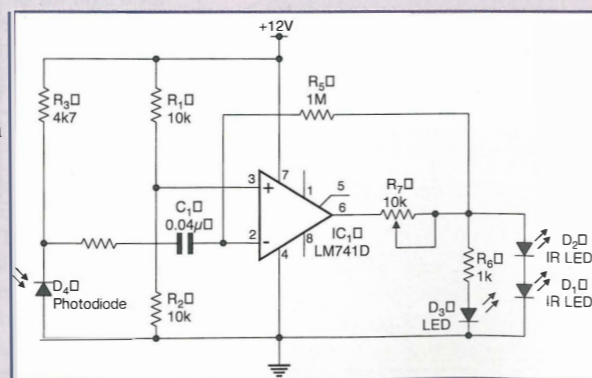 +12V
R₃□
4k7
R₁□
10k
R₅□
1M
3
7
1
5
+
R₇□
10k
6
C₁□
0.04µ□
2
-
8
4
IC₁□
LM741D
D₂□
IR LED
R₆□
1k
D₁□
IR LED
D₄□
Photodiode
R₂□
10k
D₃□
LED